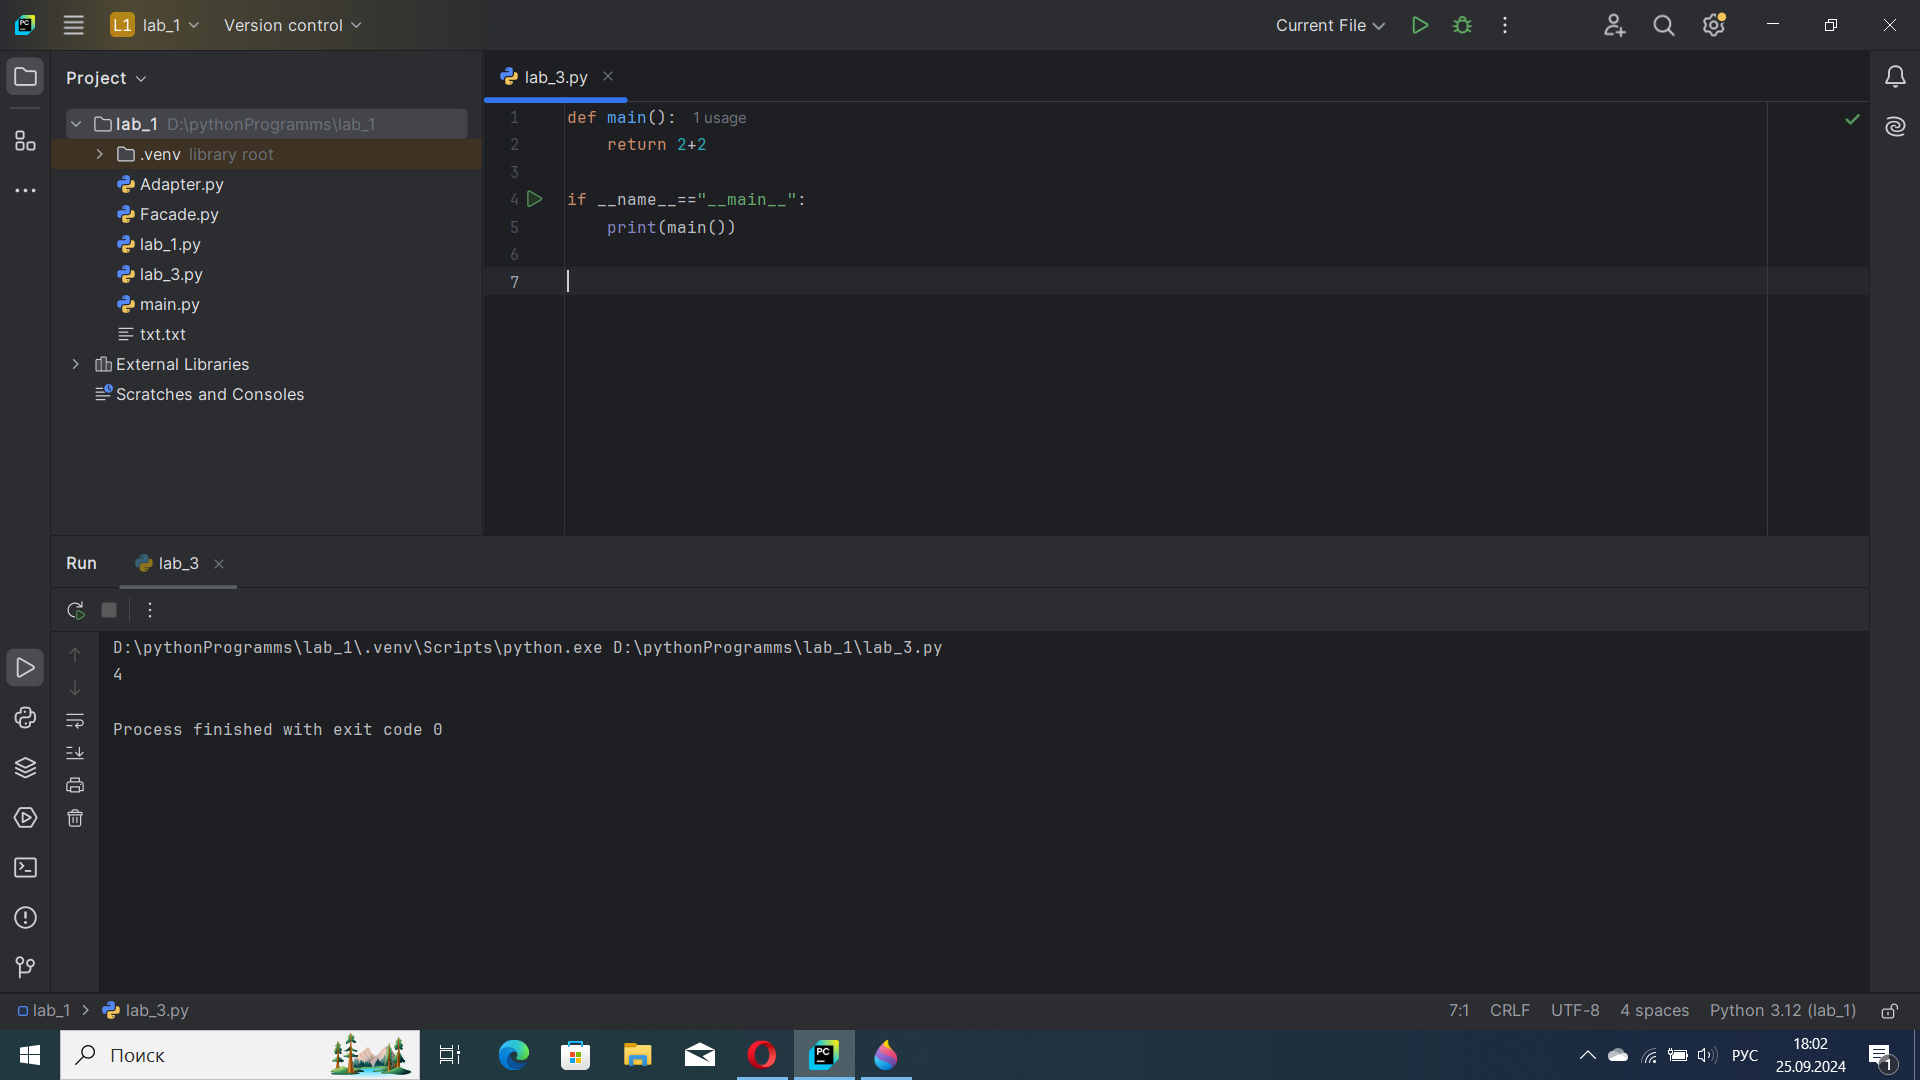 L1 lab_1 Version control Current File
Project
lab_1 D:\pythonProgramms\lab_1
.venv library root
Adapter.py
Facade.py
lab_1.py
lab_3.py
main.py
txt.txt
External Libraries
Scratches and Consoles
lab_3.py
1 def main(): 1 usage
2 return 2+2
3
4 if __name__=="__main__":
5 print(main())
6
7
Run lab_3
D:\pythonProgramms\lab_1\.venv\Scripts\python.exe D:\pythonProgramms\lab_1\lab_3.py
4
Process finished with exit code 0
lab_1 lab_3.py 7:1 CRLF UTF-8 4 spaces Python 3.12 (lab_1)
Поиск
PC
РУС
18:02
25.09.2024
1